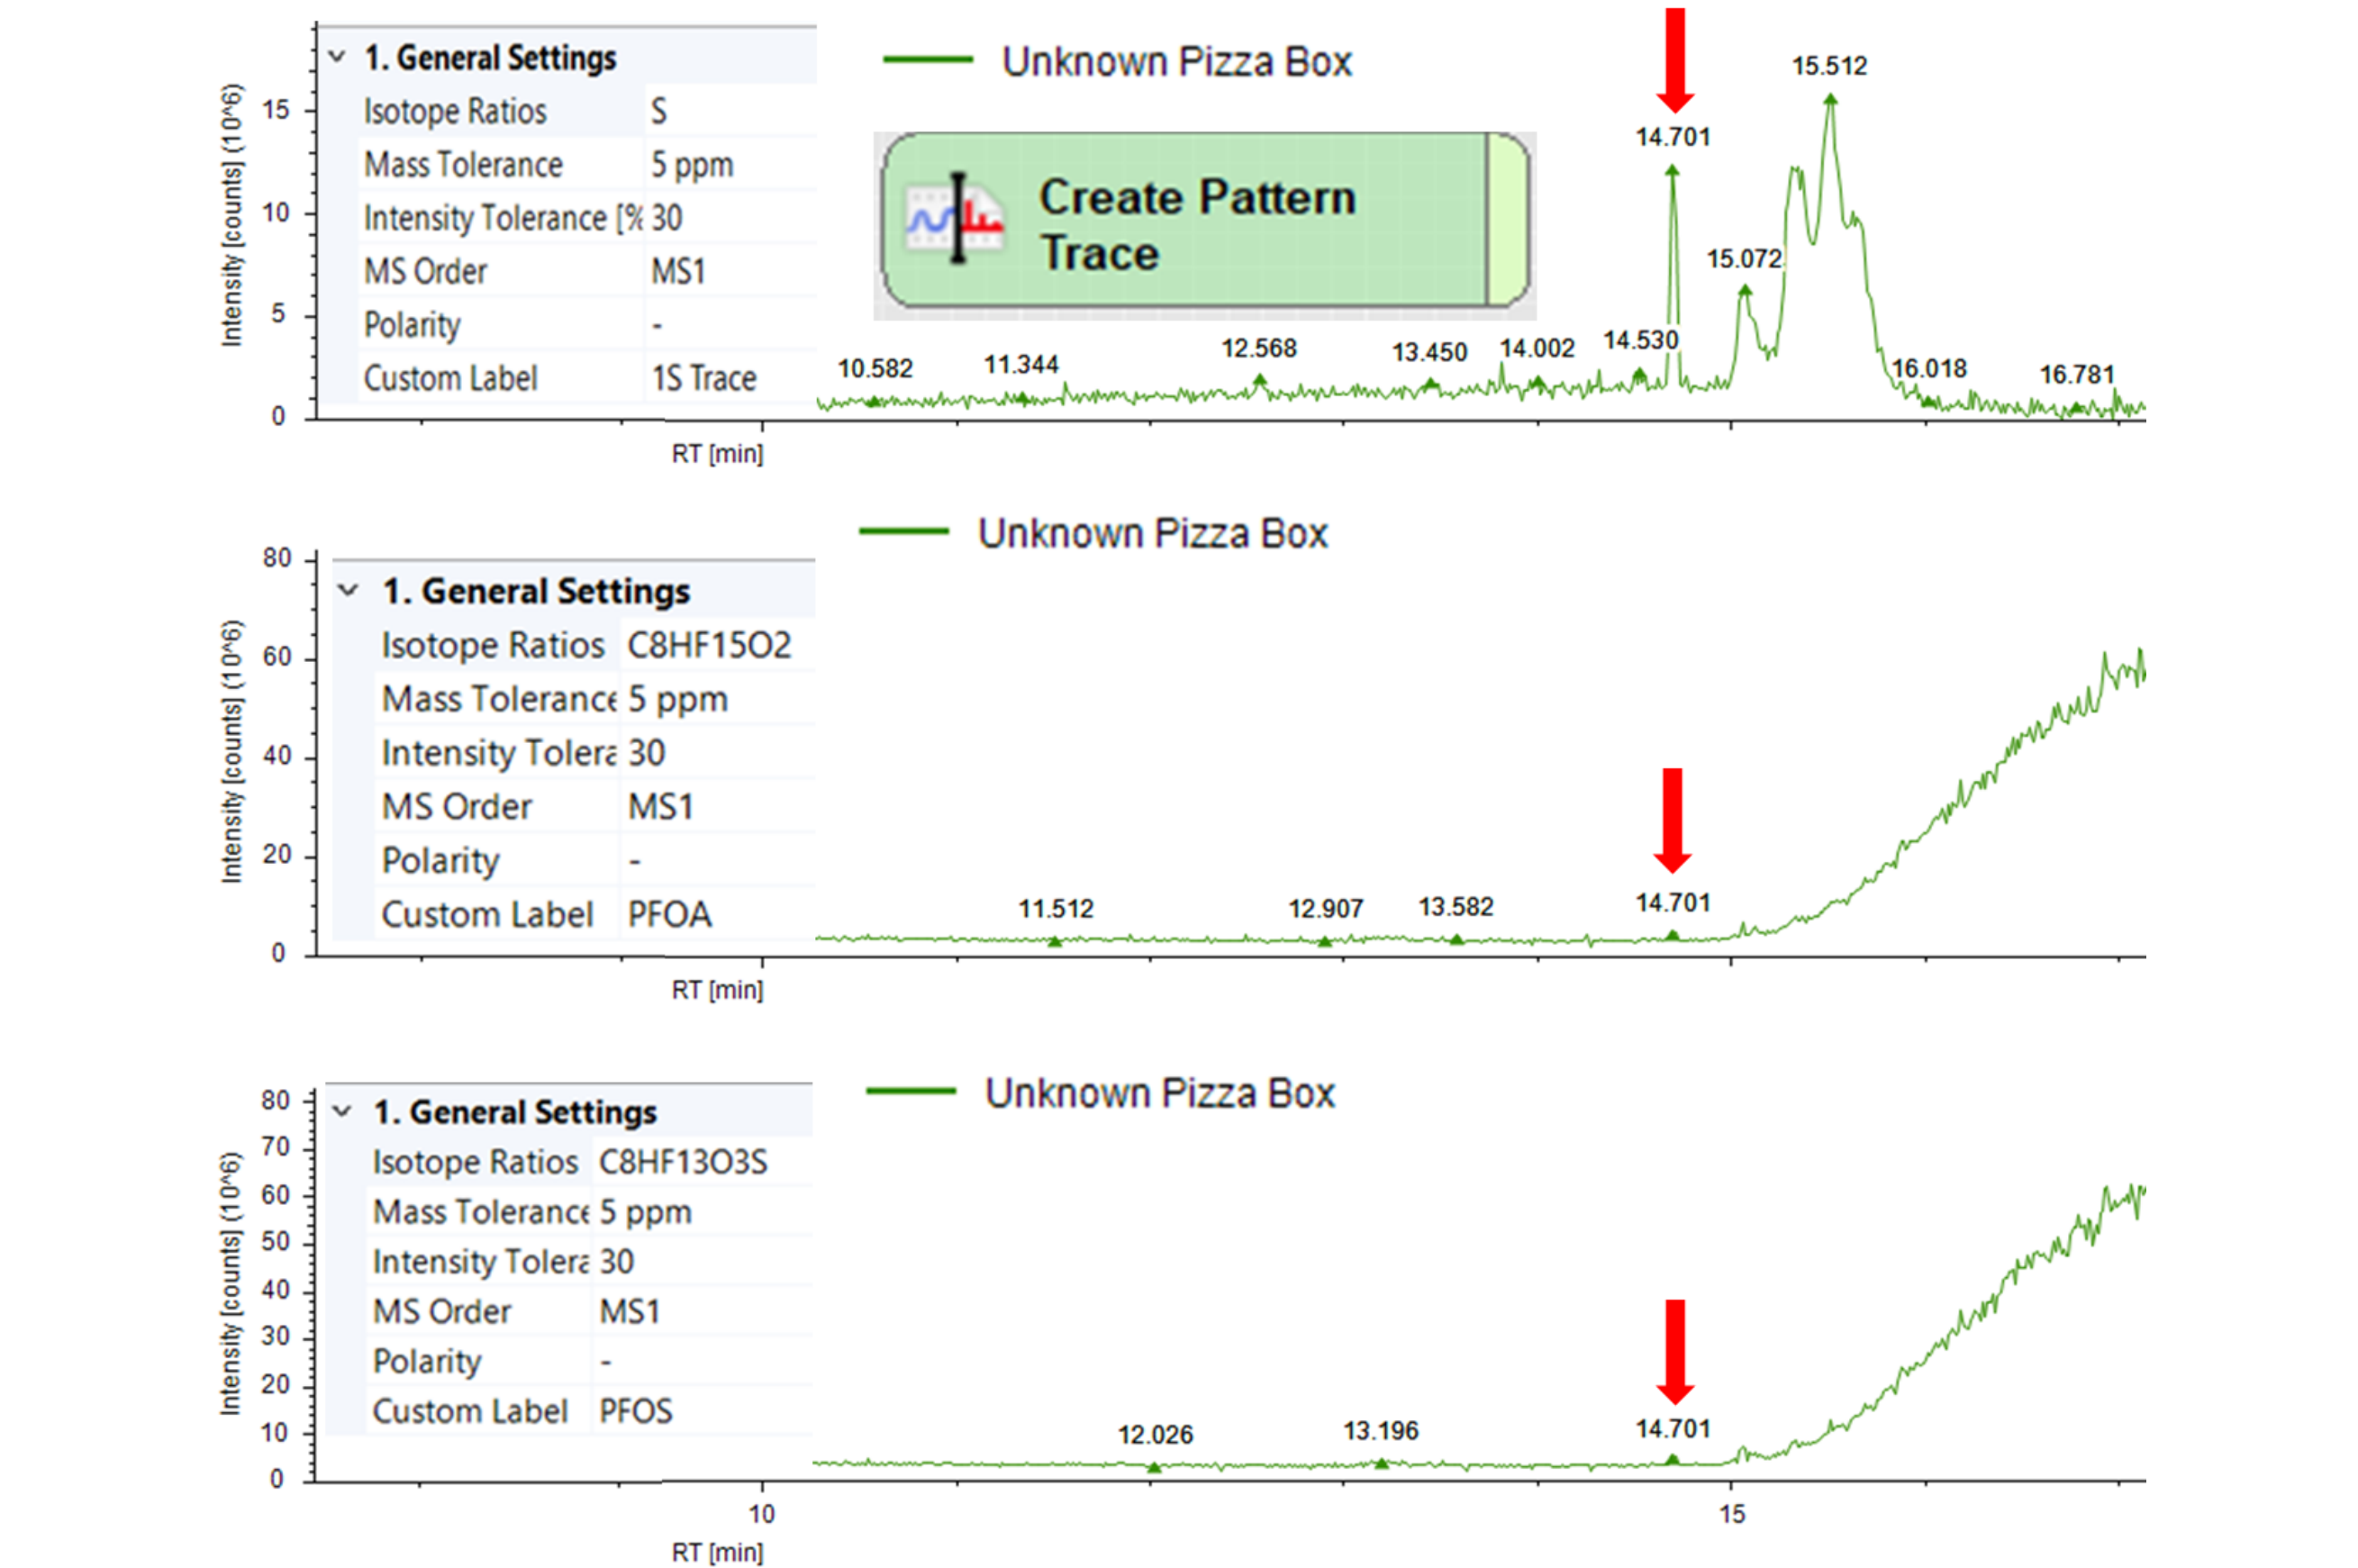 1. General Settings
Isotope Ratios S
Mass Tolerance 5 ppm
Intensity Tolerance [% 30
MS Order MS1
Polarity -
Custom Label 1S Trace
Unknown Pizza Box
Create Pattern
Trace
Intensity [counts] (10^6)
15
10
5
0
10.582
11.344
12.568
13.450
14.002
14.530
14.701
15.072
15.512
16.018
16.781
RT [min]
Unknown Pizza Box
1. General Settings
Isotope Ratios C8HF15O2
Mass Tolerance 5 ppm
Intensity Tolera 30
MS Order MS1
Polarity -
Custom Label PFOA
Intensity [counts] (10^6)
80
60
40
20
0
11.512
12.907
13.582
14.701
RT [min]
Unknown Pizza Box
1. General Settings
Isotope Ratios C8HF13O3S
Mass Tolerance 5 ppm
Intensity Tolera 30
MS Order MS1
Polarity -
Custom Label PFOS
Intensity [counts] (10^6)
80
70
60
50
40
30
20
10
0
12.026
13.196
14.701
10
15
RT [min]